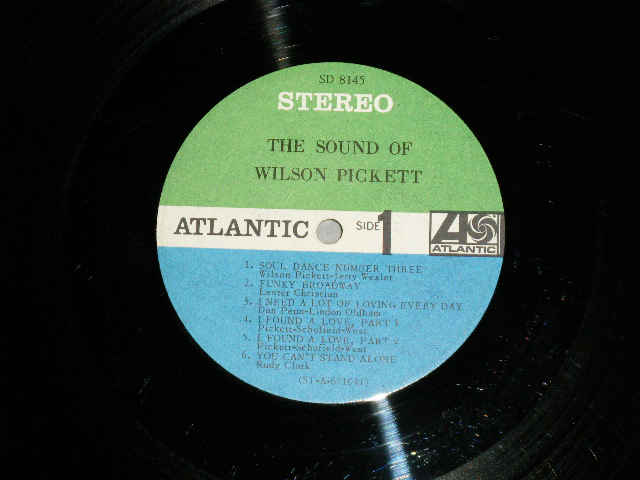 SD 8145
STEREO
THE SOUND OF
WILSON PICKETT
ATLANTIC SIDE 1
ATLANTIC
1. SOUL DANCE NUMBER THREE
Wilson Pickett-Jerry Wexler
2. FUNKY BROADWAY
Lester Christian
3. I NEED A LOT OF LOVING EVERY DAY
Dan Penn-Lindon Oldham
4. I FOUND A LOVE, PART 1
Pickett-Schofield-West
5. I FOUND A LOVE, PART 2
Pickett-Schofield-West
6. YOU CAN'T STAND ALONE
Rudy Clark
(ST-A-671041)